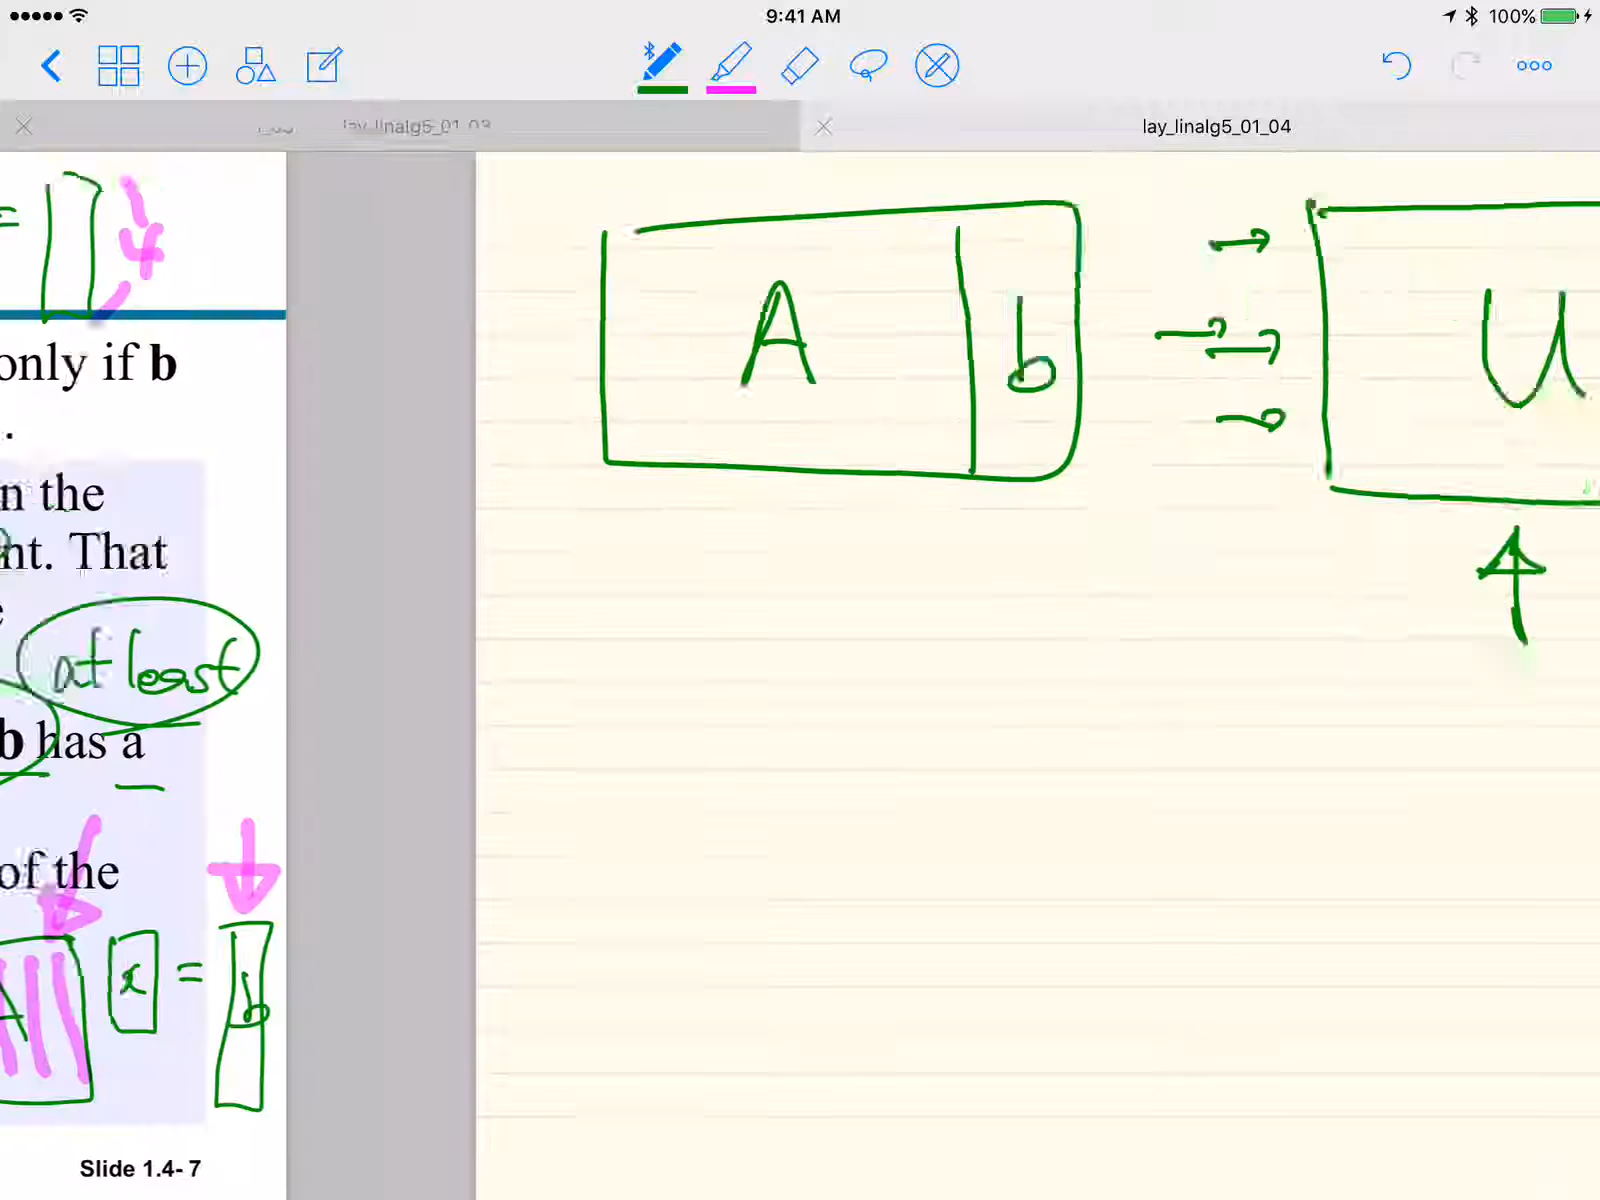 9:41 AM
100%
lay_linalg5_01_03
lay_linalg5_01_04
=
only if b
.
n the
nt. That
at least
b has a
of the
A x = b
Slide 1.4- 7
A b
U